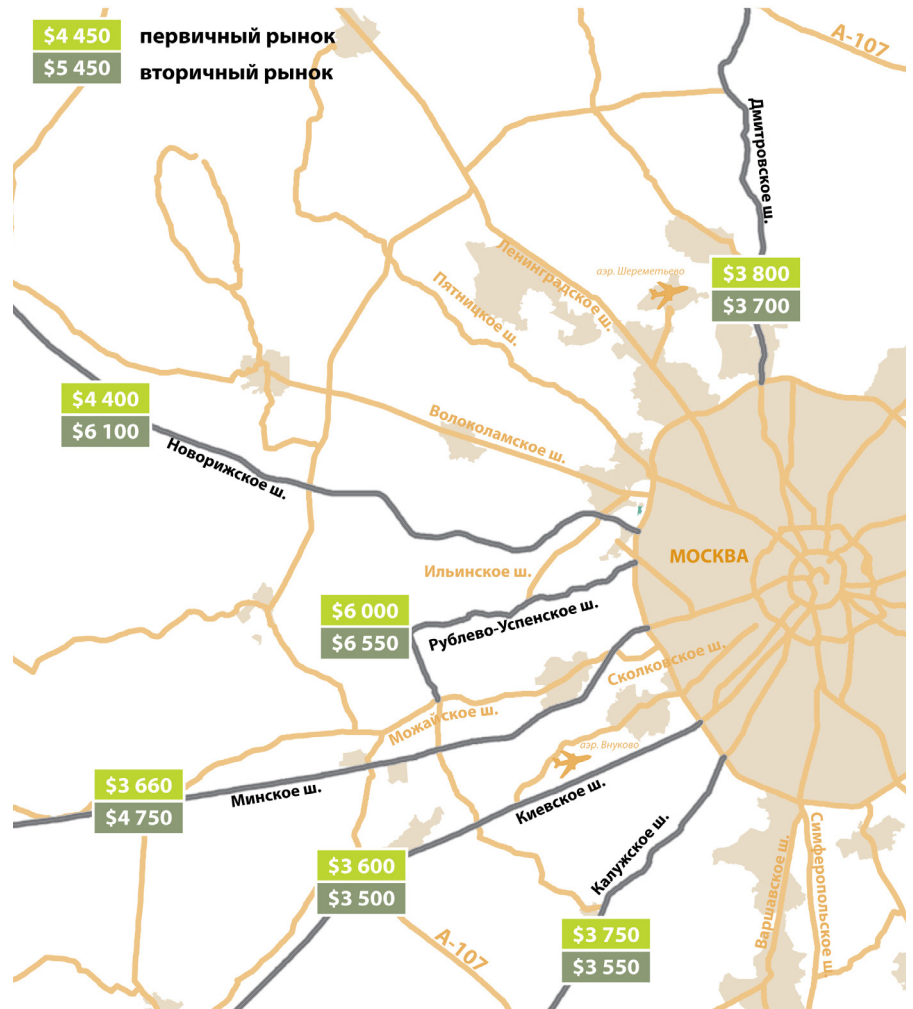 $4 450 первичный рынок
$5 450 вторичный рынок
А-107
Дмитровское ш.
Ленинградское ш.
аэр. Шереметьево
$3 800
$3 700
Пятницкое ш.
$4 400
$6 100
Волоколамское ш.
Новорижское ш.
МОСКВА
Ильинское ш.
$6 000
$6 550
Рублево-Успенское ш.
Сколковское ш.
Можайское ш.
аэр. Внуково
$3 660
$4 750
Минское ш.
Киевское ш.
Калужское ш.
Варшавское ш.
Симферопольское ш.
$3 600
$3 500
А-107
$3 750
$3 550